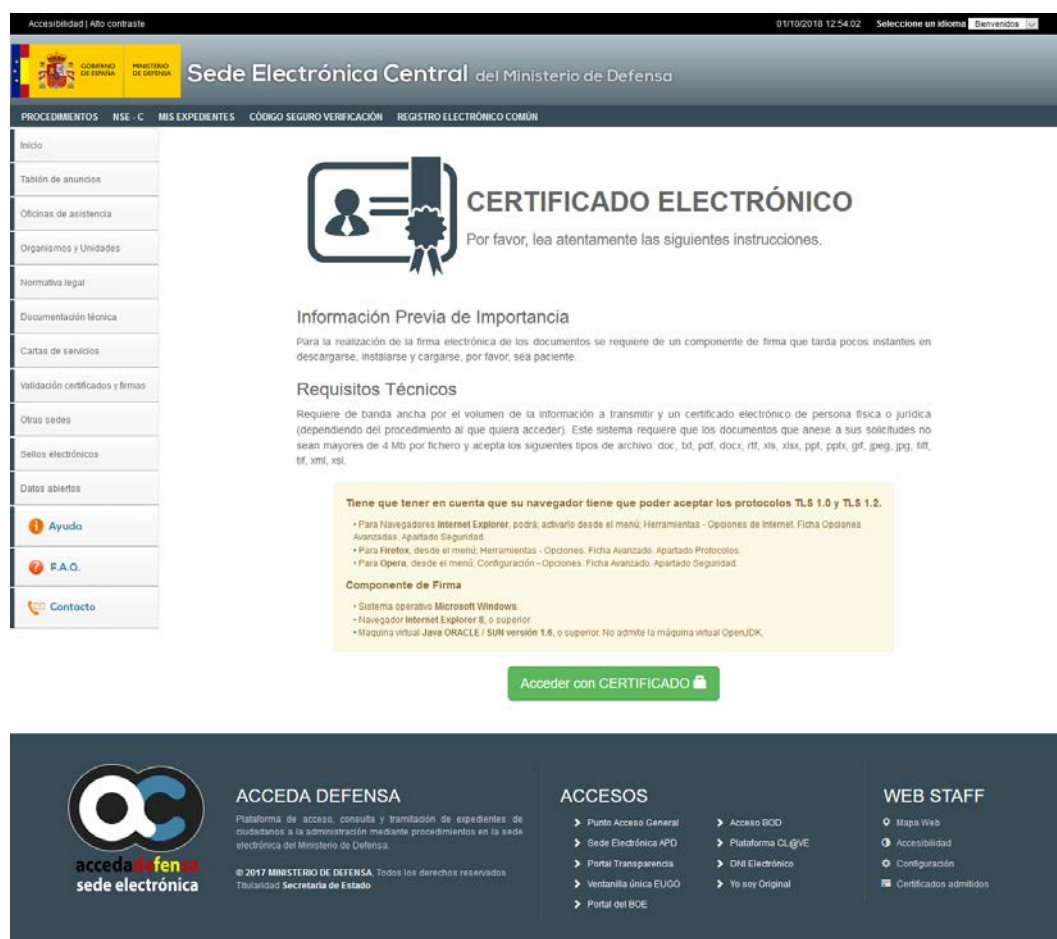 Accesibilidad | Alto contraste
01/10/2018 12:54:02 Seleccione un idioma Bienvenidos
GOBIERNO DE ESPAÑA
MINISTERIO DE DEFENSA
Sede Electrónica Central del Ministerio de Defensa
PROCEDIMIENTOS NSE - C MIS EXPEDIENTES CÓDIGO SEGURO VERIFICACIÓN REGISTRO ELECTRÓNICO COMÚN
Inicio
Tablón de anuncios
Oficinas de asistencia
Organismos y Unidades
Normativa legal
Documentación técnica
Cartas de servicios
Validación certificados y firmas
Otras sedes
Sellos electrónicos
Datos abiertos
Ayuda
F.A.Q.
Contacto
CERTIFICADO ELECTRÓNICO
Por favor, lea atentamente las siguientes instrucciones.
Información Previa de Importancia
Para la realización de la firma electrónica de los documentos se requiere de un componente de firma que tarda pocos instantes en
descargarse, instalarse y cargarse, por favor, sea paciente.
Requisitos Técnicos
Requiere de banda ancha por el volumen de la información a transmitir y un certificado electrónico de persona física o jurídica
(dependiendo del procedimiento al que quiera acceder). Este sistema requiere que los documentos que anexe a sus solicitudes no
sean mayores de 4 Mb por fichero y acepta los siguientes tipos de archivo: doc, txt, pdf, docx, rtf, xls, xlsx, ppt, pptx, gif, jpeg, jpg, tiff,
tif, xml, xsl.
Tiene que tener en cuenta que su navegador tiene que poder aceptar los protocolos TLS 1.0 y TLS 1.2.
• Para Navegadores Internet Explorer, podrá; activarlo desde el menú; Herramientas - Opciones de Internet. Ficha Opciones
Avanzadas. Apartado Seguridad.
• Para Firefox, desde el menú; Herramientas - Opciones. Ficha Avanzado. Apartado Protocolos.
• Para Opera, desde el menú; Configuración - Opciones. Ficha Avanzado. Apartado Seguridad.
Componente de Firma
• Sistema operativo Microsoft Windows.
• Navegador Internet Explorer 8, o superior
• Maquina virtual Java ORACLE / SUN versión 1.6, o superior. No admite la máquina virtual OpenJDK.
Acceder con CERTIFICADO
accedadefensa
sede electrónica
ACCEDA DEFENSA
Plataforma de acceso, consulta y tramitación de expedientes de
ciudadanos a la administración mediante procedimientos en la sede
electrónica del Ministerio de Defensa.
© 2017 MINISTERIO DE DEFENSA, Todos los derechos reservados
Titularidad Secretaria de Estado
ACCESOS
Punto Acceso General
Sede Electrónica APD
Portal Transparencia
Ventanilla única EUGO
Portal del BOE
Acceso BOD
Plataforma CL@VE
DNI Electrónico
Yo soy Original
WEB STAFF
Mapa Web
Accesibilidad
Configuración
Certificados admitidos